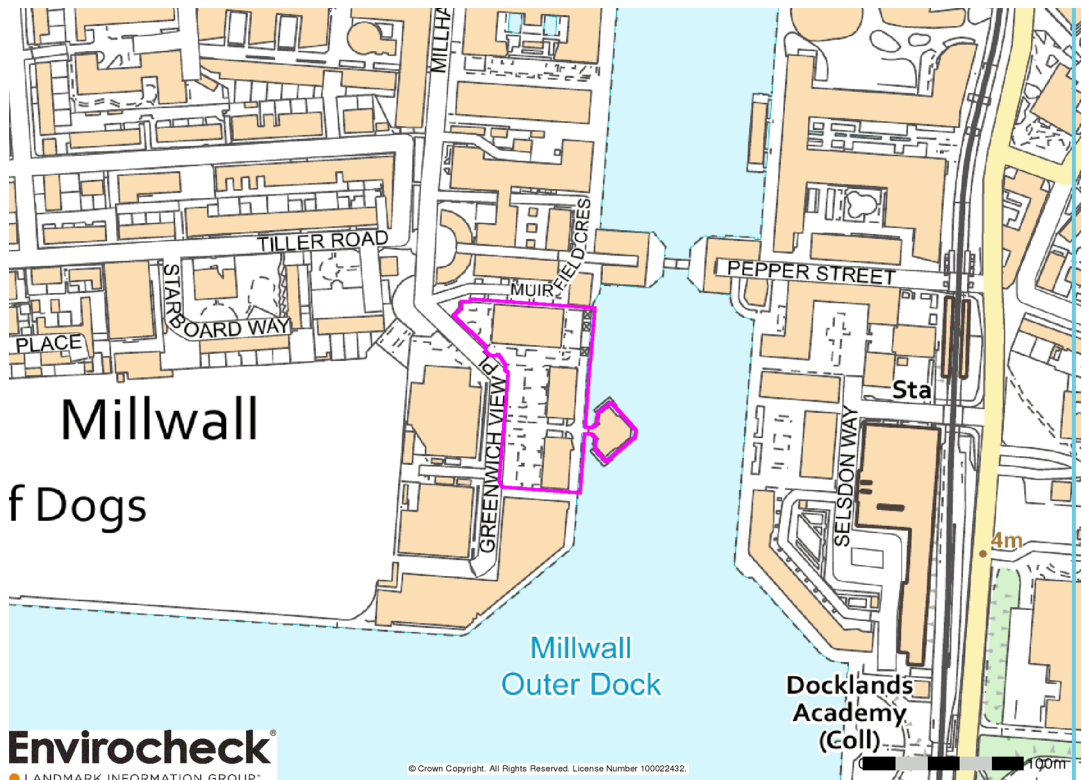 MILLHA
TILLER ROAD
MUIR
FIELD CRES
PEPPER STREET
STARBOARD WAY
PLACE
GREENWICH VIEW PL
Sta
Millwall
SELSDON WAY
f Dogs
4m
Millwall
Outer Dock
Docklands
Academy
(Coll)
Envirocheck®
LANDMARK INFORMATION GROUP®
© Crown Copyright. All Rights Reserved. License Number 100022432.
0 100m